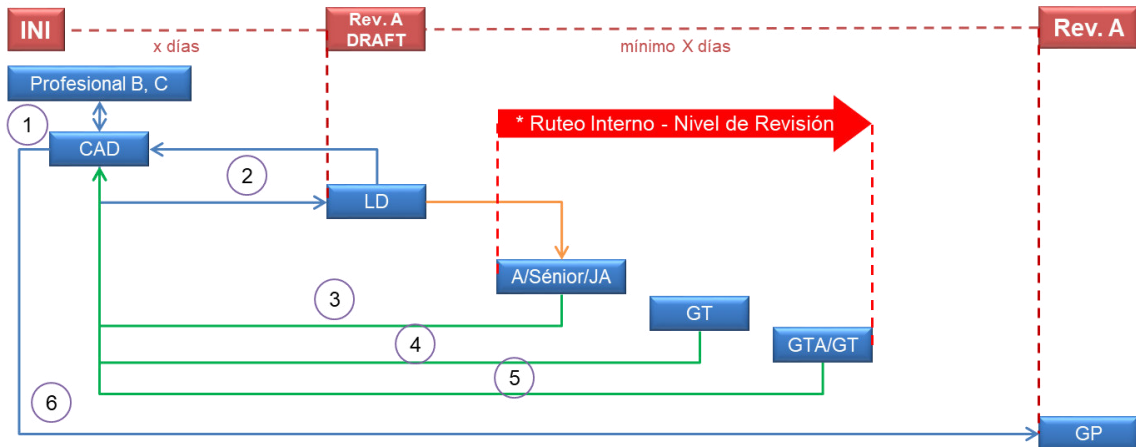 INI
Rev. A
DRAFT
Rev. A
x días
mínimo X días
Profesional B, C
* Ruteo Interno - Nivel de Revisión
1
CAD
2
LD
A/Sénior/JA
3
GT
4
GTA/GT
5
6
GP